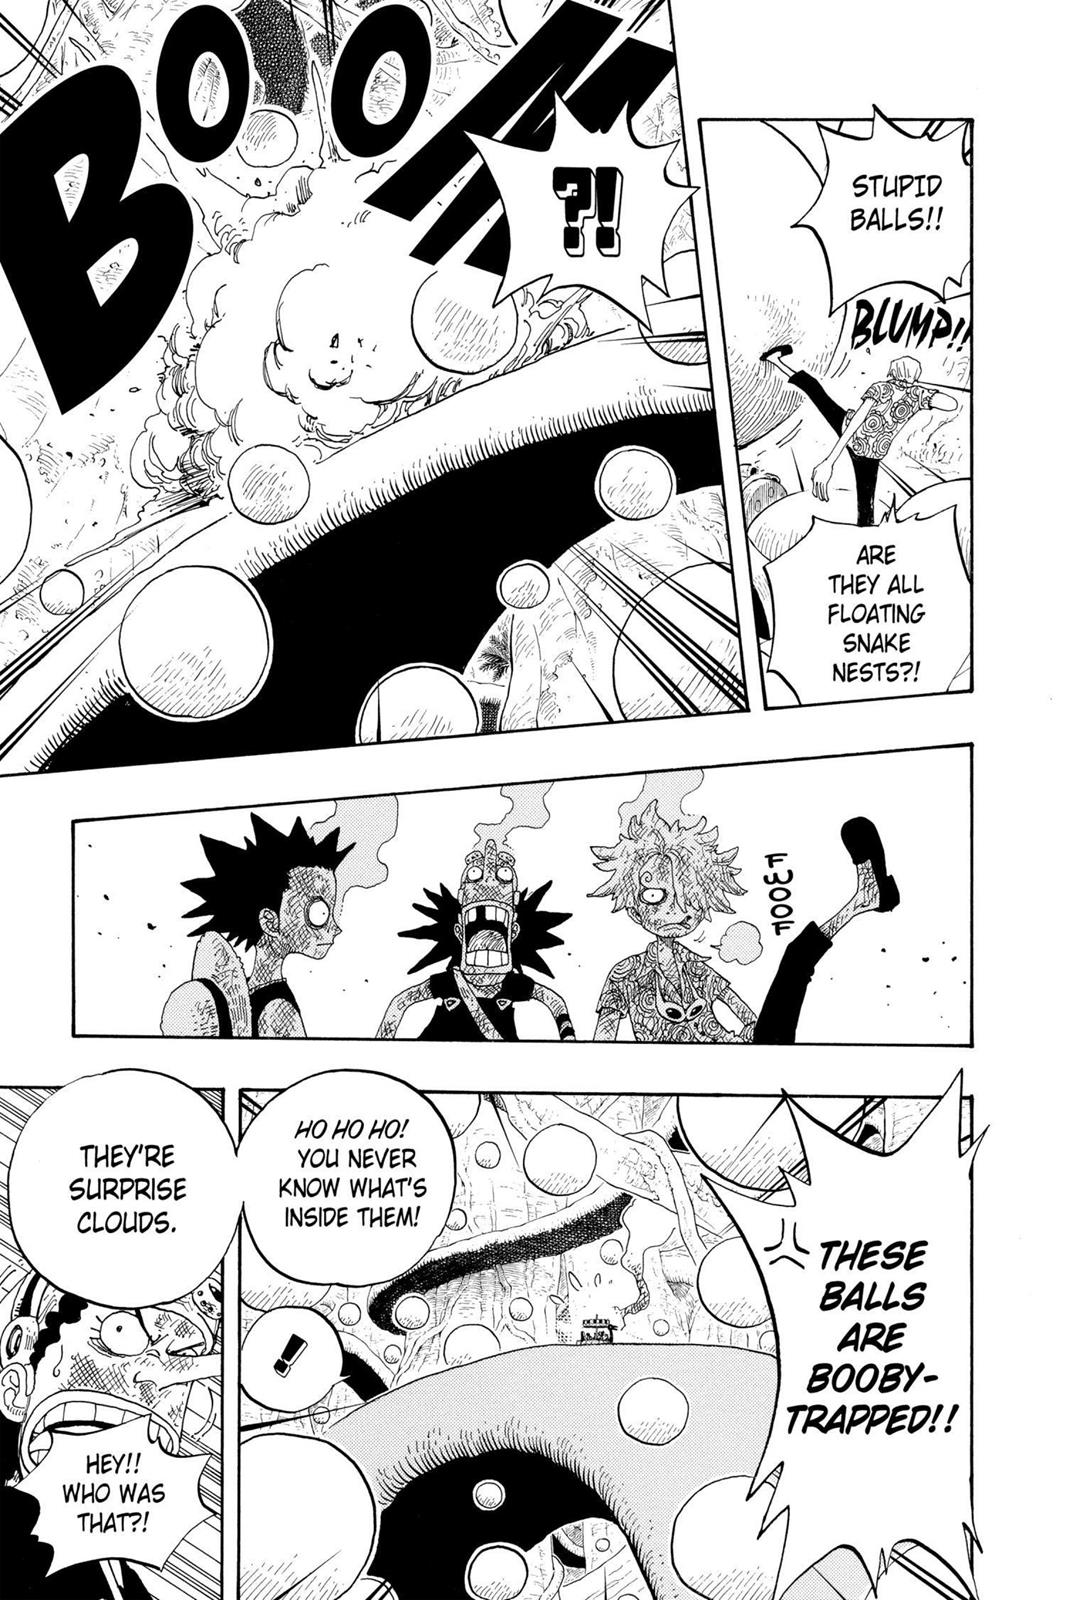 STUPID
BALLS!!
BLUMP!!
ARE
THEY ALL
FLOATING
SNAKE
NESTS?!
?!
BOOM
FWOOF
THESE
BALLS
ARE
BOOBY-
TRAPPED!!
HO HO HO!
YOU NEVER
KNOW WHAT'S
INSIDE THEM!
!!
THEY'RE
SURPRISE
CLOUDS.
HEY!!
WHO WAS
THAT?!